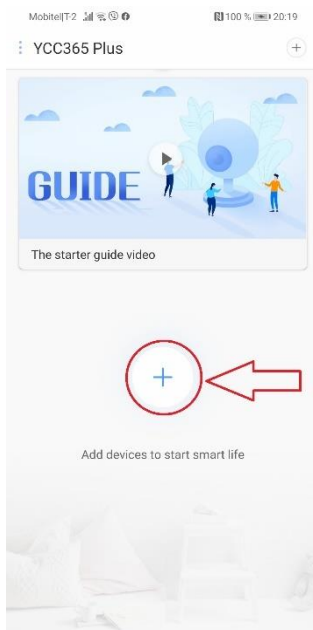 Mobitel|T-2 100 % 20:19
YCC365 Plus
GUIDE
The starter guide video
Add devices to start smart life